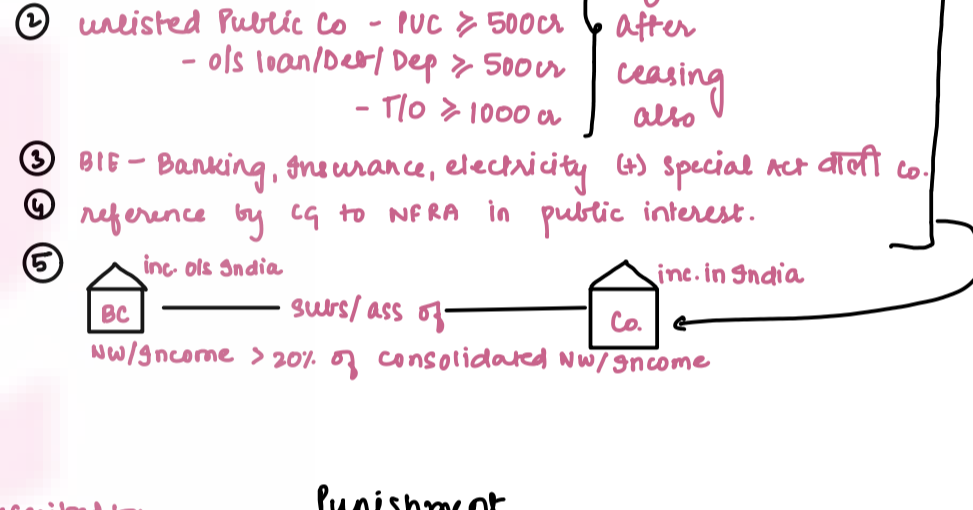 ② unlisted Public Co - PUC ⩾ 500cr after
- o/s loan/Deb/Dep ⩾ 500cr ceasing
- T/O ⩾ 1000 cr also
③ BIE - Banking, Insurance, electricity (+) Special Act वाली Co.
④ reference by CG to NFRA in public interest.
⑤ inc. o/s India inc. in India
BC subs/ass of Co.
NW/Income > 20% of consolidated NW/Income
Punishment